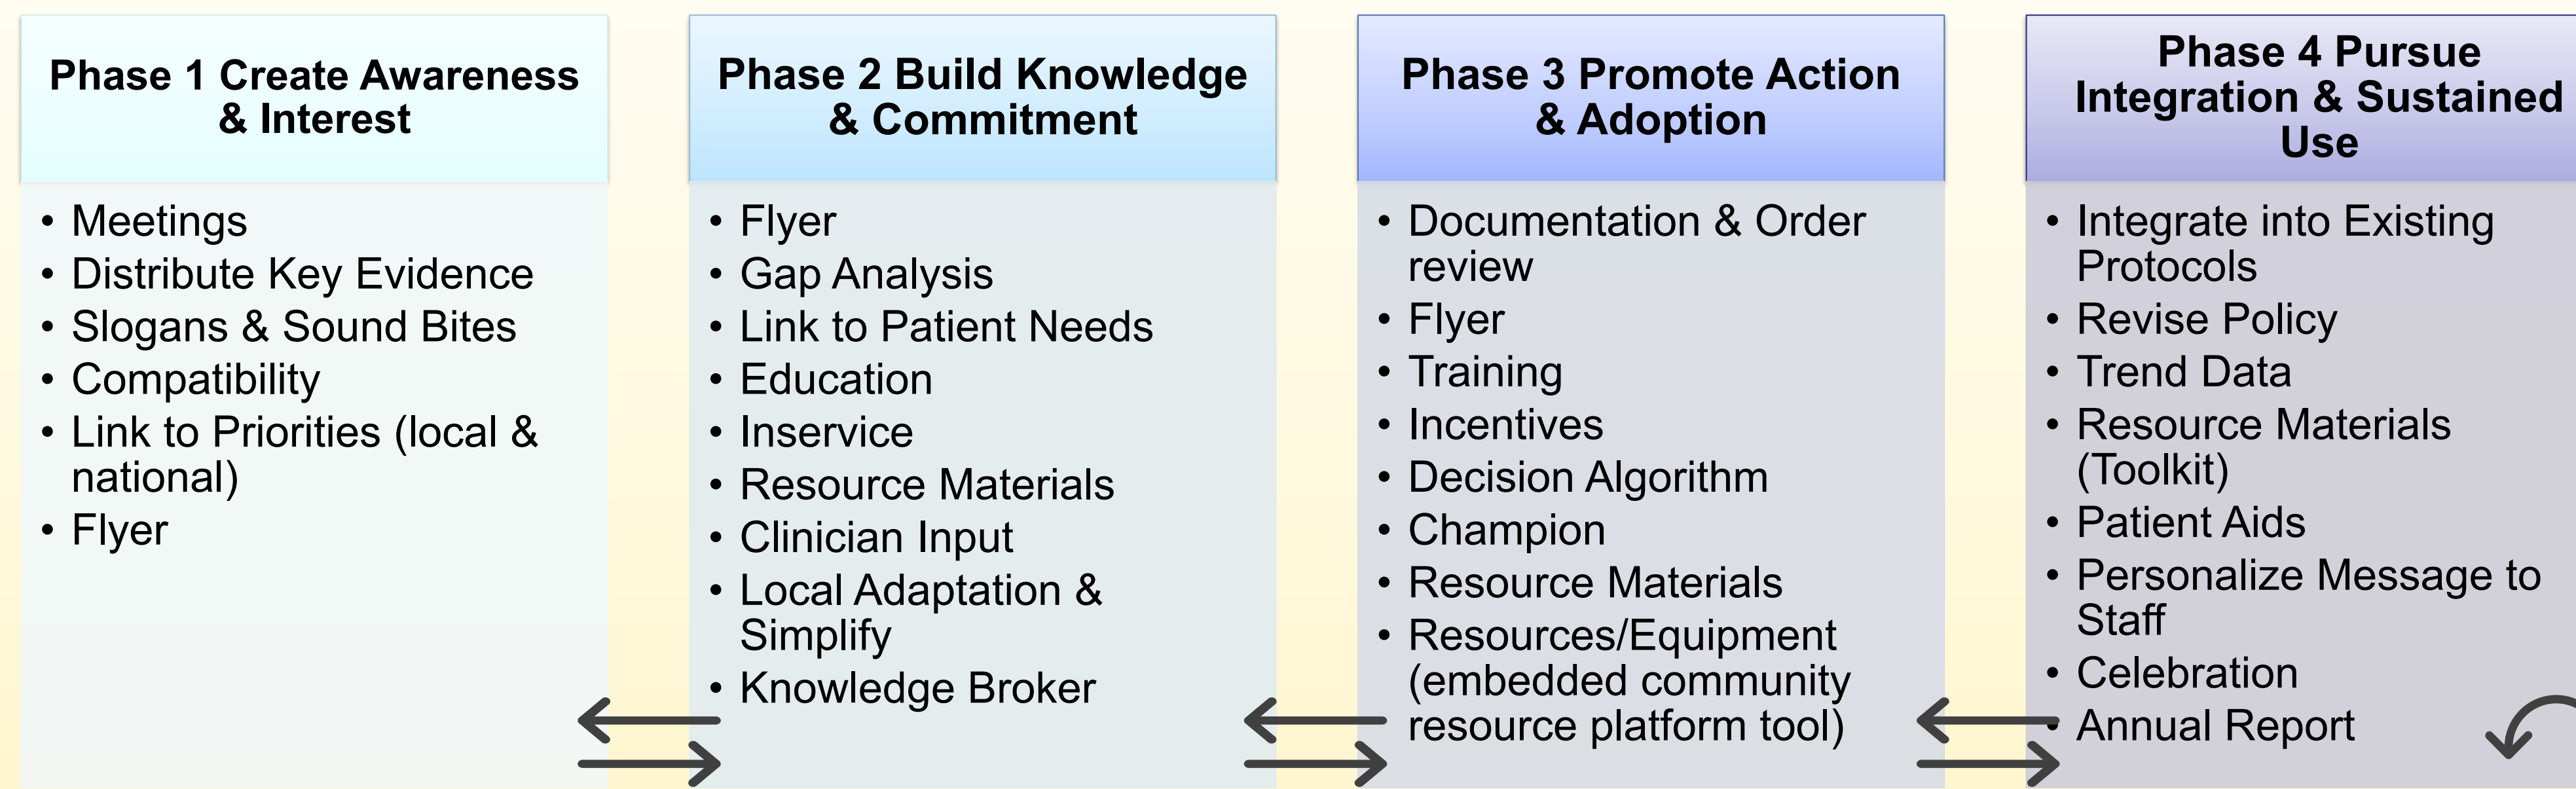 Phase 1 Create Awareness
& Interest
• Meetings
• Distribute Key Evidence
• Slogans & Sound Bites
• Compatibility
• Link to Priorities (local &
national)
• Flyer
Phase 2 Build Knowledge
& Commitment
• Flyer
• Gap Analysis
• Link to Patient Needs
• Education
• Inservice
• Resource Materials
• Clinician Input
• Local Adaptation &
Simplify
• Knowledge Broker
Phase 3 Promote Action
& Adoption
• Documentation & Order
review
• Flyer
• Training
• Incentives
• Decision Algorithm
• Champion
• Resource Materials
• Resources/Equipment
(embedded community
resource platform tool)
Phase 4 Pursue
Integration & Sustained
Use
• Integrate into Existing
Protocols
• Revise Policy
• Trend Data
• Resource Materials
(Toolkit)
• Patient Aids
• Personalize Message to
Staff
• Celebration
• Annual Report